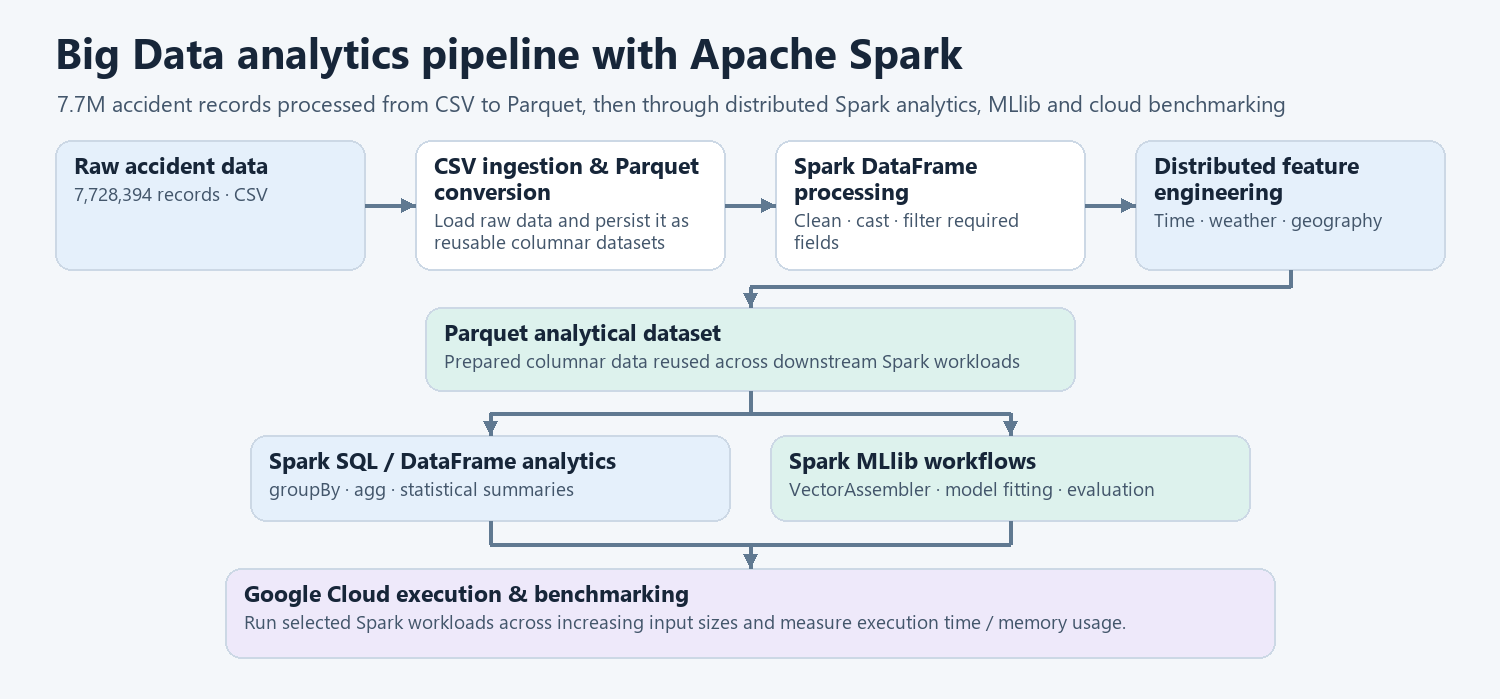 Big Data analytics pipeline with Apache Spark
7.7M accident records processed from CSV to Parquet, then through distributed Spark analytics, MLlib and cloud benchmarking
Raw accident data
7,728,394 records · CSV
CSV ingestion & Parquet
conversion
Load raw data and persist it as
reusable columnar datasets
Spark DataFrame
processing
Clean · cast · filter required
fields
Distributed feature
engineering
Time · weather · geography
Parquet analytical dataset
Prepared columnar data reused across downstream Spark workloads
Spark SQL / DataFrame analytics
groupBy · agg · statistical summaries
Spark MLlib workflows
VectorAssembler · model fitting · evaluation
Google Cloud execution & benchmarking
Run selected Spark workloads across increasing input sizes and measure execution time / memory usage.